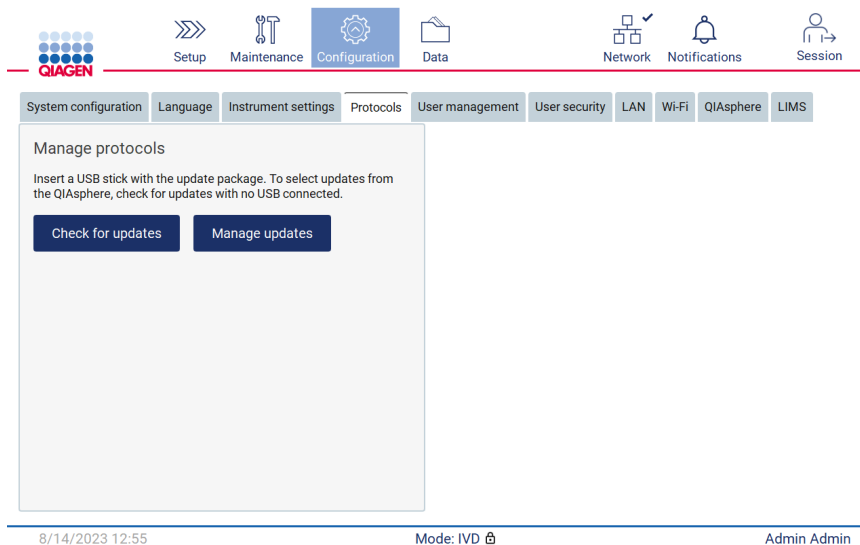 QIAGEN
Setup
Maintenance
Configuration
Data
Network
Notifications
Session
System configuration
Language
Instrument settings
Protocols
User management
User security
LAN
Wi-Fi
QIAsphere
LIMS
Manage protocols
Insert a USB stick with the update package. To select updates from
the QIAsphere, check for updates with no USB connected.
Check for updates
Manage updates
8/14/2023 12:55
Mode: IVD
Admin Admin